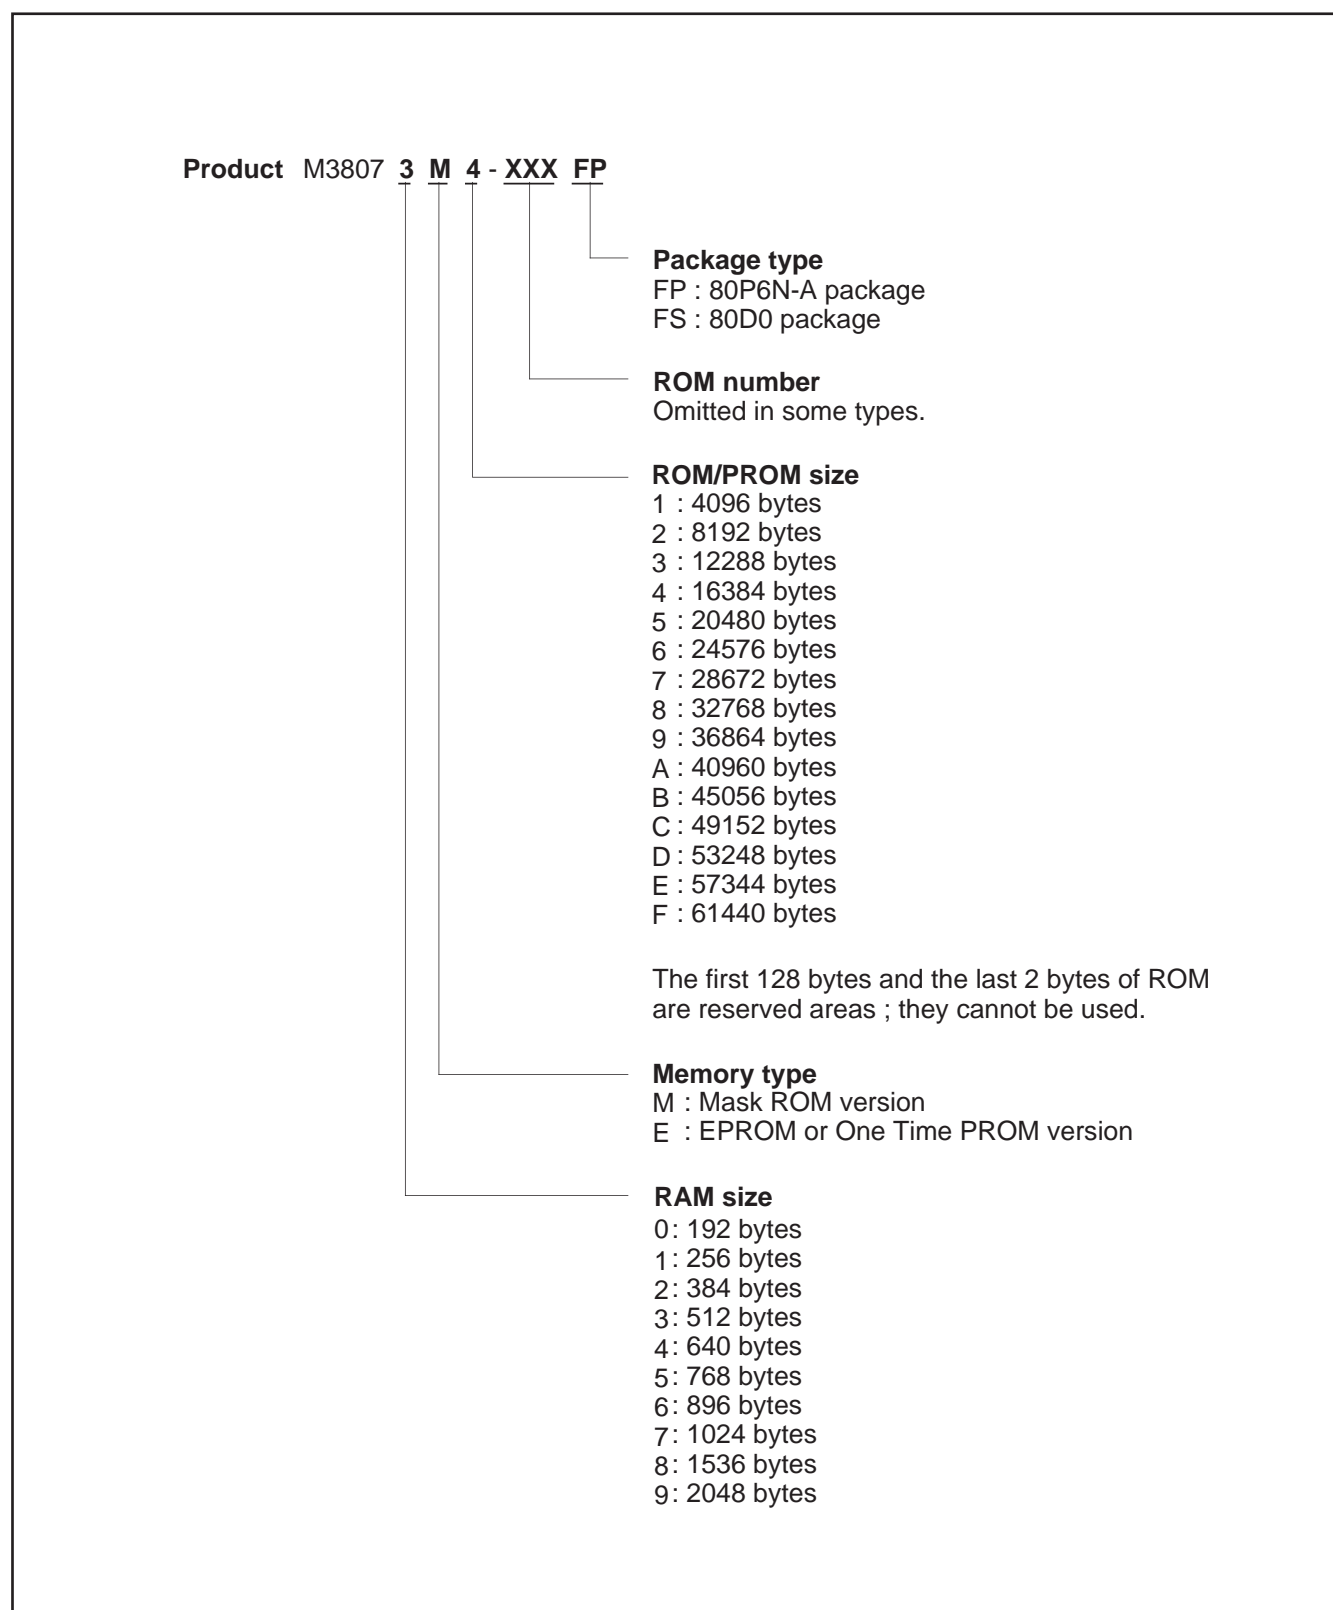 Product M3807 3 M 4 - XXX FP
Package type
FP : 80P6N-A package
FS : 80D0 package
ROM number
Omitted in some types.
ROM/PROM size
1 : 4096 bytes
2 : 8192 bytes
3 : 12288 bytes
4 : 16384 bytes
5 : 20480 bytes
6 : 24576 bytes
7 : 28672 bytes
8 : 32768 bytes
9 : 36864 bytes
A : 40960 bytes
B : 45056 bytes
C : 49152 bytes
D : 53248 bytes
E : 57344 bytes
F : 61440 bytes
The first 128 bytes and the last 2 bytes of ROM
are reserved areas ; they cannot be used.
Memory type
M : Mask ROM version
E : EPROM or One Time PROM version
RAM size
0 : 192 bytes
1 : 256 bytes
2 : 384 bytes
3 : 512 bytes
4 : 640 bytes
5 : 768 bytes
6 : 896 bytes
7 : 1024 bytes
8 : 1536 bytes
9 : 2048 bytes